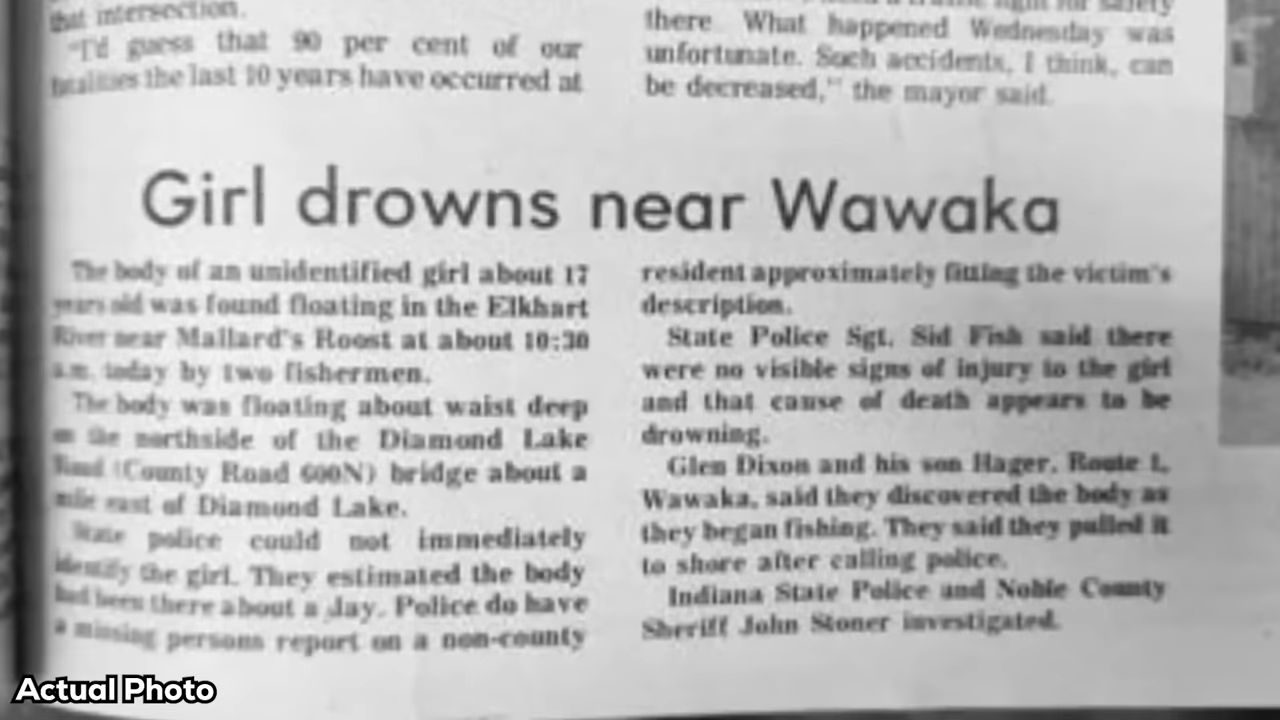 that intersection.
"I'd guess that 90 per cent of our
fatalities the last 10 years have occurred at
light for safety
there. What happened Wednesday was
unfortunate. Such accidents, I think, can
be decreased," the mayor said.
Girl drowns near Wawaka
The body of an unidentified girl about 17
years old was found floating in the Elkhart
River near Mallard's Roost at about 10:30
a.m. today by two fishermen.
The body was floating about waist deep
on the northside of the Diamond Lake
Road (County Road 600N) bridge about a
mile east of Diamond Lake.
State police could not immediately
identify the girl. They estimated the body
had been there about a day. Police do have
a missing persons report on a non-county
resident approximately fitting the victim's
description.
State Police Sgt. Sid Fish said there
were no visible signs of injury to the girl
and that cause of death appears to be
drowning.
Glen Dixon and his son Hager, Route 1,
Wawaka, said they discovered the body as
they began fishing. They said they pulled it
to shore after calling police.
Indiana State Police and Noble County
Sheriff John Stoner investigated.
Actual Photo